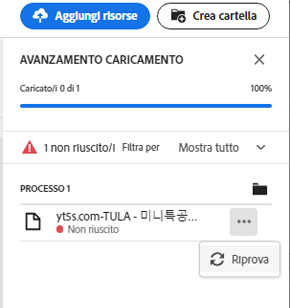 Aggiungi risorse
Crea cartella
AVANZAMENTO CARICAMENTO
Caricato/i 0 di 1
100%
1 non riuscito/i
Filtra per
Mostra tutto
PROCESSO 1
ytss.com-TULA - 미니특공...
Non riuscito
Riprova